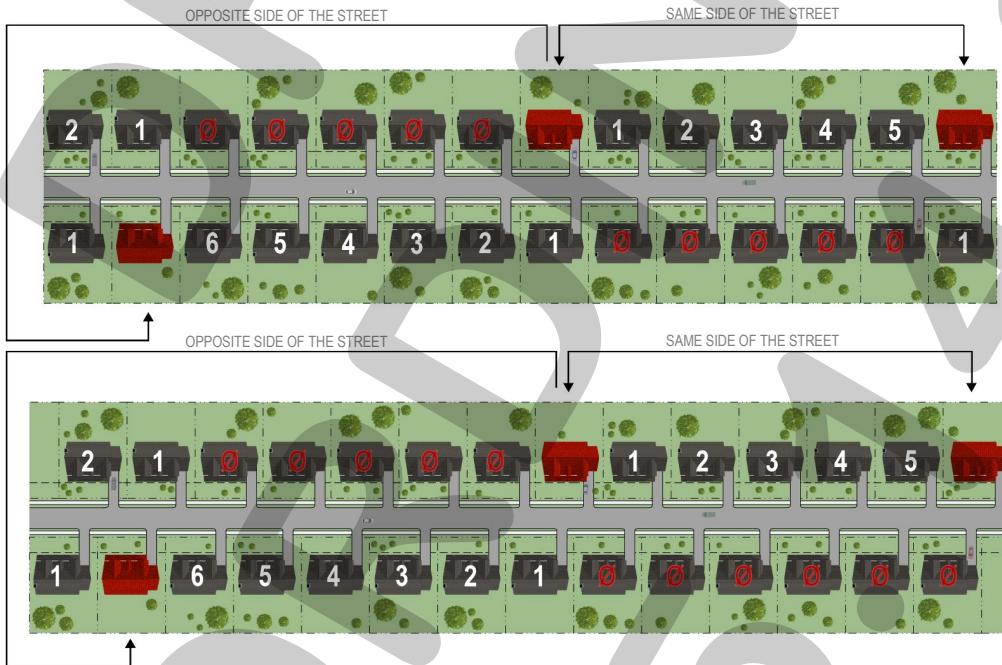 OPPOSITE SIDE OF THE STREET SAME SIDE OF THE STREET
2 1 Ø Ø Ø Ø Ø 1 2 3 4 5
1 6 5 4 3 2 1 Ø Ø Ø Ø Ø 1
OPPOSITE SIDE OF THE STREET SAME SIDE OF THE STREET
2 1 Ø Ø Ø Ø Ø 1 2 3 4 5
1 6 5 4 3 2 1 Ø Ø Ø Ø Ø Ø